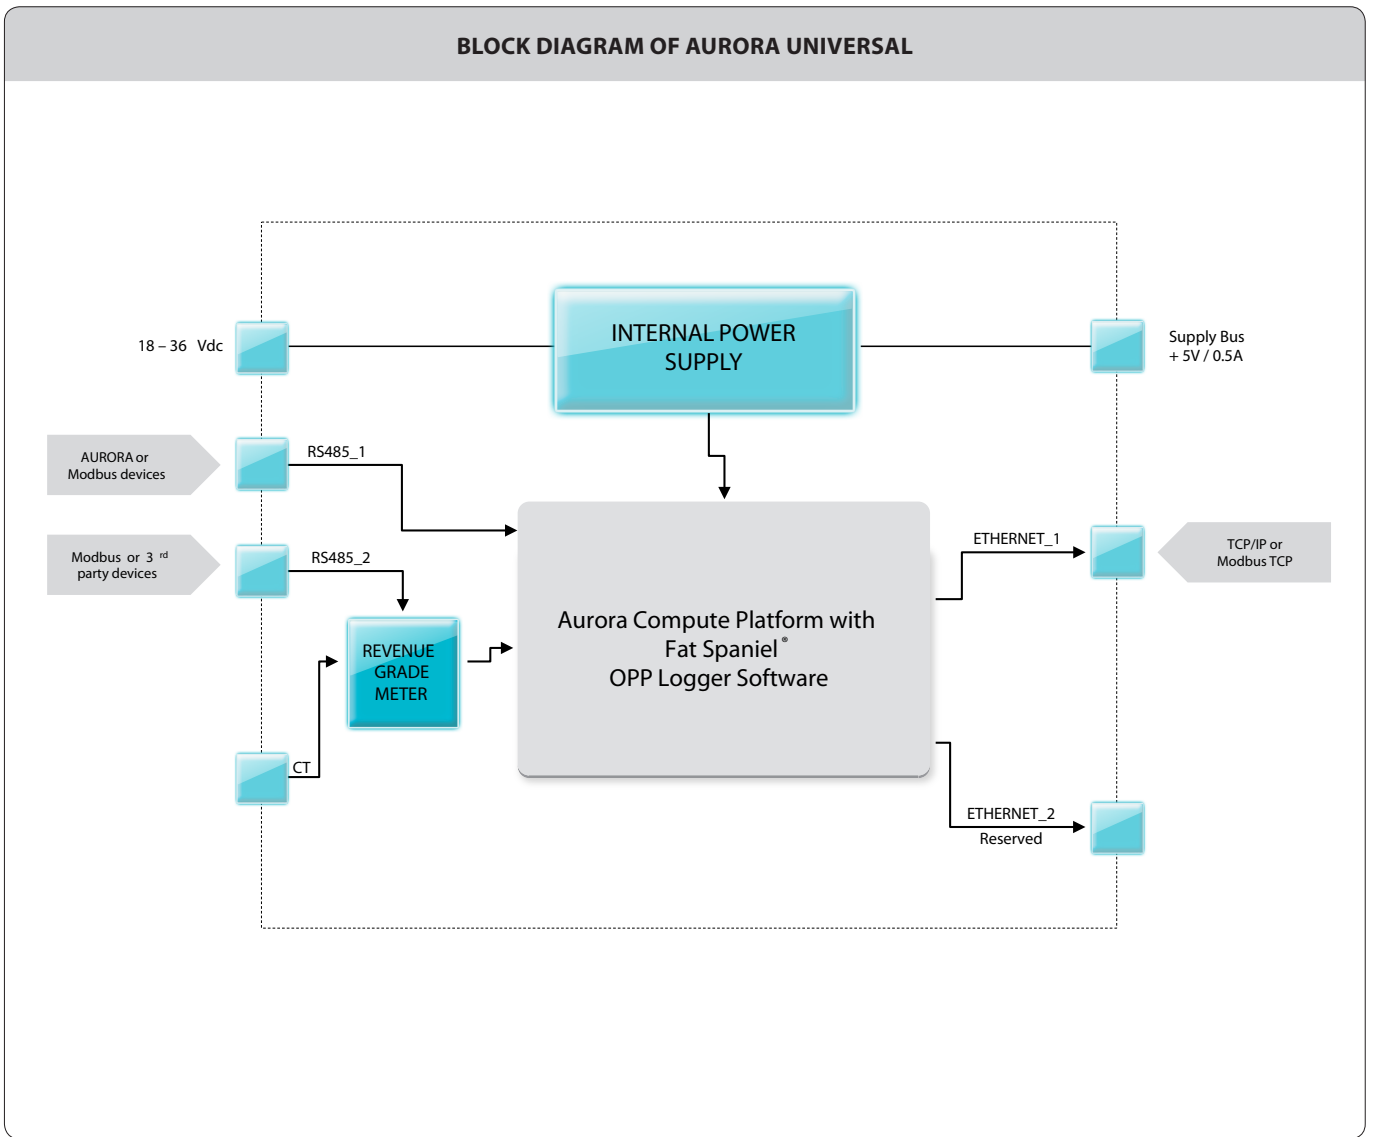 BLOCK DIAGRAM OF AURORA UNIVERSAL
INTERNAL POWER
SUPPLY
18 – 36 Vdc
Supply Bus
+ 5V / 0.5A
AURORA or
Modbus devices
RS485_1
Modbus or 3 rd
party devices
RS485_2
ETHERNET_1
TCP/IP or
Modbus TCP
REVENUE
GRADE
METER
Aurora Compute Platform with
Fat Spaniel®
OPP Logger Software
CT
ETHERNET_2
Reserved